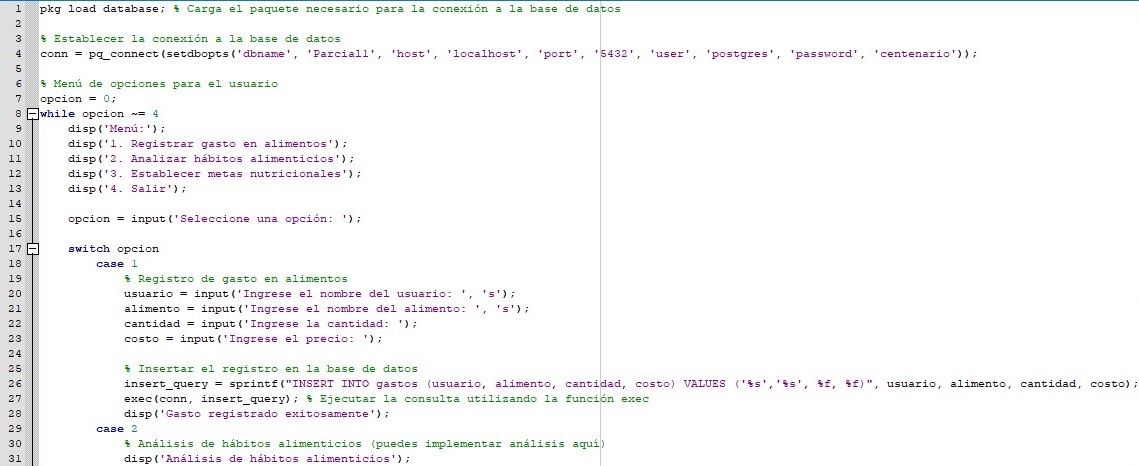 1 pkg load database; % Carga el paquete necesario para la conexión a la base de datos
2
3 % Establecer la conexión a la base de datos
4 conn = pq_connect(setdbopts('dbname', 'Parcial1', 'host', 'localhost', 'port', '5432', 'user', 'postgres', 'password', 'centenario'));
5
6 % Menú de opciones para el usuario
7 opcion = 0;
8 while opcion ~= 4
9     disp('Menú:');
10     disp('1. Registrar gasto en alimentos');
11     disp('2. Analizar hábitos alimenticios');
12     disp('3. Establecer metas nutricionales');
13     disp('4. Salir');
14
15     opcion = input('Seleccione una opción: ');
16
17     switch opcion
18         case 1
19             % Registro de gasto en alimentos
20             usuario = input('Ingrese el nombre del usuario: ', 's');
21             alimento = input('Ingrese el nombre del alimento: ', 's');
22             cantidad = input('Ingrese la cantidad: ');
23             costo = input('Ingrese el precio: ');
24
25             % Insertar el registro en la base de datos
26             insert_query = sprintf("INSERT INTO gastos (usuario, alimento, cantidad, costo) VALUES ('%s','%s', %f, %f)", usuario, alimento, cantidad, costo);
27             exec(conn, insert_query); % Ejecutar la consulta utilizando la función exec
28             disp('Gasto registrado exitosamente');
29         case 2
30             % Análisis de hábitos alimenticios (puedes implementar análisis aquí)
31             disp('Análisis de hábitos alimenticios');